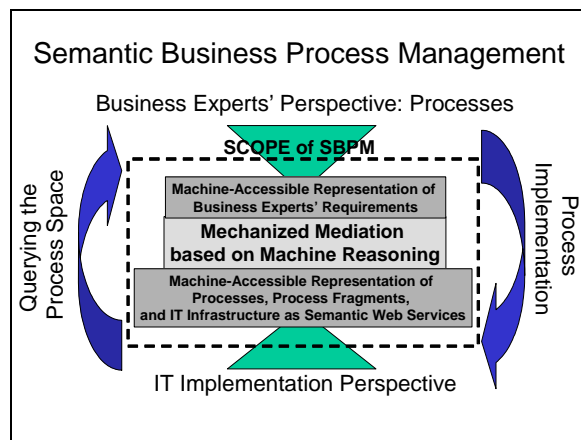 Semantic Business Process Management
Business Experts' Perspective: Processes
SCOPE of SBPM
Querying the
Process Space
Machine-Accessible Representation of
Business Experts' Requirements
Mechanized Mediation
based on Machine Reasoning
Machine-Accessible Representation of
Processes, Process Fragments,
and IT Infrastructure as Semantic Web Services
Process
Implementation
IT Implementation Perspective